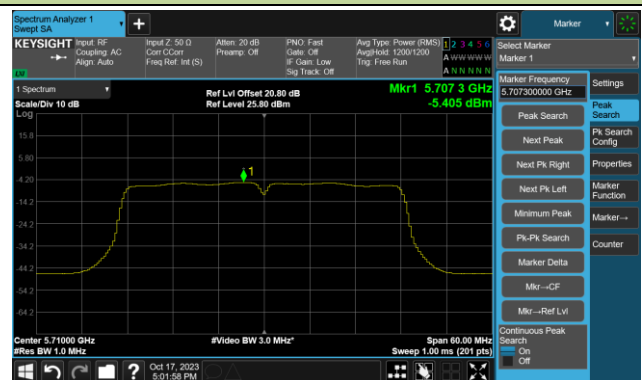 Spectrum Analyzer 1
Swept SA
+
Marker
KEYSIGHT
Input: RF
Coupling: AC
Align: Auto
Input Z: 50 Ω
Corr CCorr
Freq Ref: Int (S)
Atten: 20 dB
Preamp: Off
PNO: Fast
Gate: Off
IF Gain: Low
Sig Track: Off
Avg Type: Power (RMS)
Avg|Hold: 1200/1200
Trig: Free Run
1 2 3 4 5 6
A W W W W W
A N N N N N
LXI
Select Marker
Marker 1
1 Spectrum
Scale/Div 10 dB
Log
Ref Lvl Offset 20.80 dB
Ref Level 25.80 dBm
Mkr1 5.707 3 GHz
-5.405 dBm
15.8
5.80
-4.20
-14.2
-24.2
-34.2
-44.2
-54.2
-64.2
1
Center 5.71000 GHz
#Res BW 1.0 MHz
#Video BW 3.0 MHz*
Span 60.00 MHz
Sweep 1.00 ms (201 pts)
Marker Frequency
5.707300000 GHz
Peak Search
Next Peak
Next Pk Right
Next Pk Left
Minimum Peak
Pk-Pk Search
Marker Delta
Mkr→CF
Mkr→Ref Lvl
Continuous Peak
Search
On
Off
Settings
Peak
Search
Pk Search
Config
Properties
Marker
Function
Marker→
Counter
?
Oct 17, 2023
5:01:58 PM